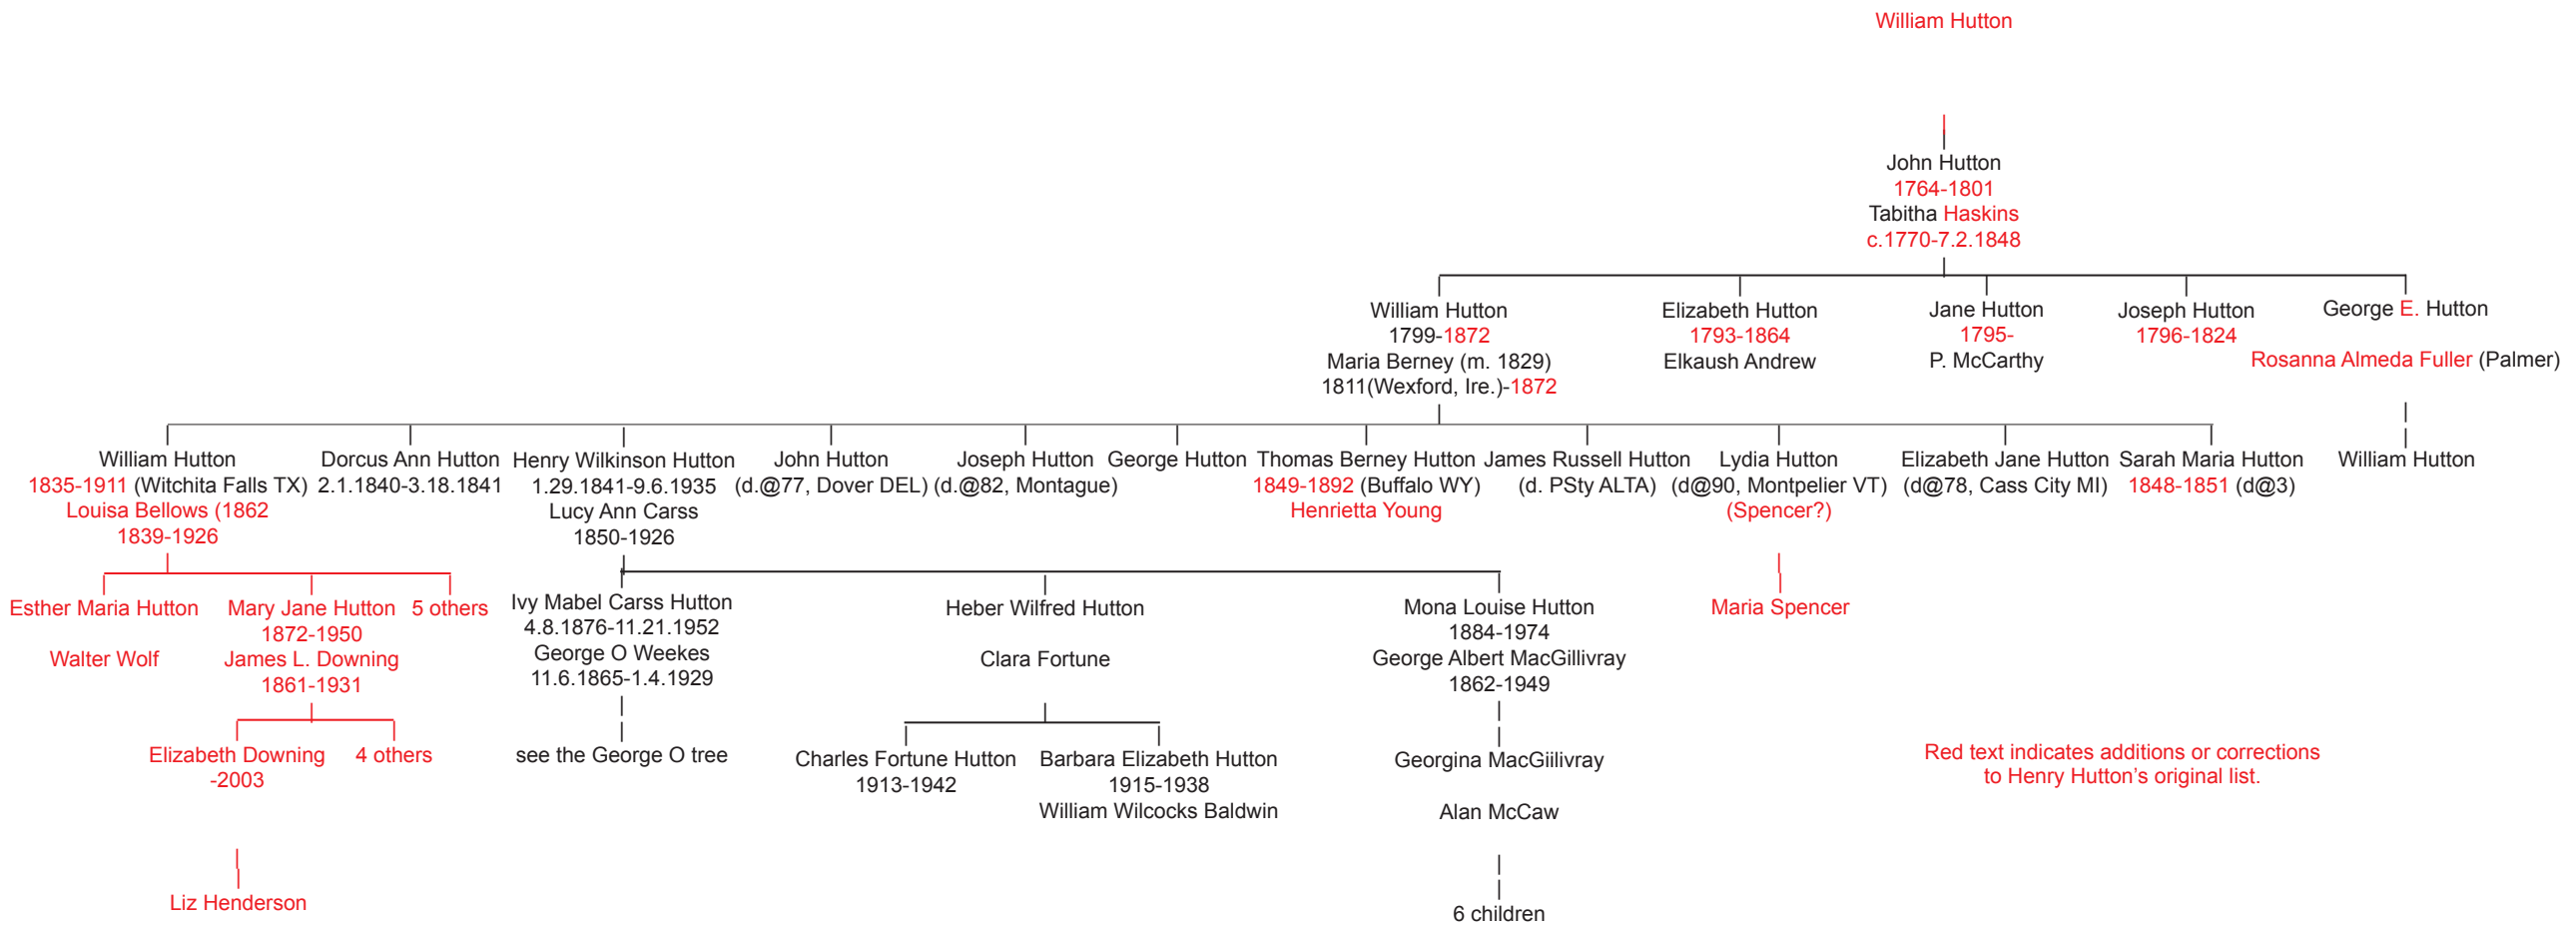 William Hutton
John Hutton
1764-1801
Tabitha Haskins
c.1770-7.2.1848
William Hutton
1799-1872
Maria Berney (m. 1829)
1811(Wexford, Ire.)-1872
Elizabeth Hutton
1793-1864
Elkaush Andrew
Jane Hutton
1795-
P. McCarthy
Joseph Hutton
1796-1824
George E. Hutton
Rosanna Almeda Fuller (Palmer)
William Hutton
1835-1911 (Witchita Falls TX)
Louisa Bellows (1862
1839-1926
Dorcus Ann Hutton
2.1.1840-3.18.1841
Henry Wilkinson Hutton
1.29.1841-9.6.1935
Lucy Ann Carss
1850-1926
John Hutton
(d.@77, Dover DEL)
Joseph Hutton
(d.@82, Montague)
George Hutton
Thomas Berney Hutton
1849-1892 (Buffalo WY)
Henrietta Young
James Russell Hutton
(d. PSty ALTA)
Lydia Hutton
(d@90, Montpelier VT)
(Spencer?)
Elizabeth Jane Hutton
(d@78, Cass City MI)
Sarah Maria Hutton
1848-1851 (d@3)
William Hutton
Esther Maria Hutton
Walter Wolf
Mary Jane Hutton
1872-1950
James L. Downing
1861-1931
5 others
Ivy Mabel Carss Hutton
4.8.1876-11.21.1952
George O Weekes
11.6.1865-1.4.1929
Heber Wilfred Hutton
Clara Fortune
Mona Louise Hutton
1884-1974
George Albert MacGillivray
1862-1949
Maria Spencer
Elizabeth Downing
-2003
4 others
see the George O tree
Charles Fortune Hutton
1913-1942
Barbara Elizabeth Hutton
1915-1938
William Wilcocks Baldwin
Georgina MacGiilivray
Alan McCaw
Red text indicates additions or corrections
to Henry Hutton's original list.
Liz Henderson
6 children